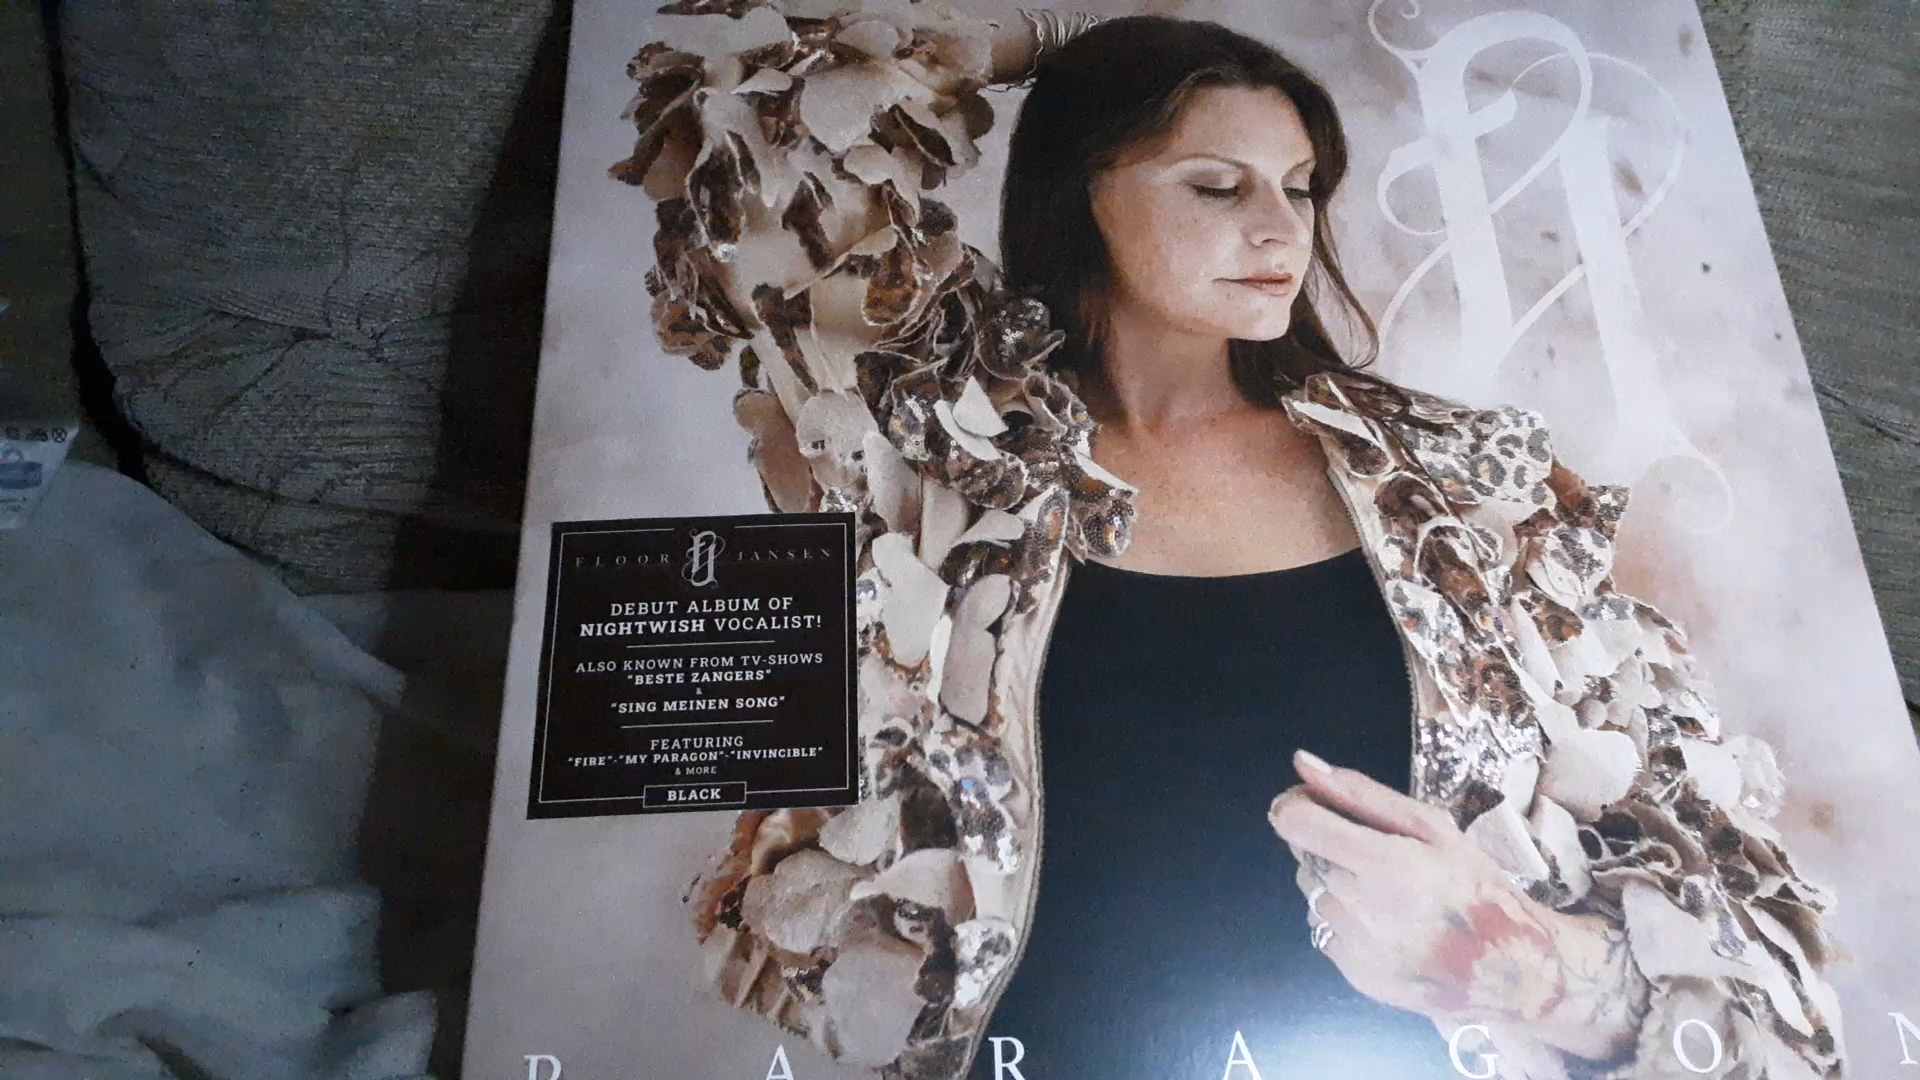 FLOOR JANSEN
DEBUT ALBUM OF
NIGHTWISH VOCALIST!
ALSO KNOWN FROM TV-SHOWS
"BESTE ZANGERS"
&
"SING MEINEN SONG"
FEATURING
"FIRE"-"MY PARAGON"-"INVINCIBLE"
& MORE
BLACK
PARAGON